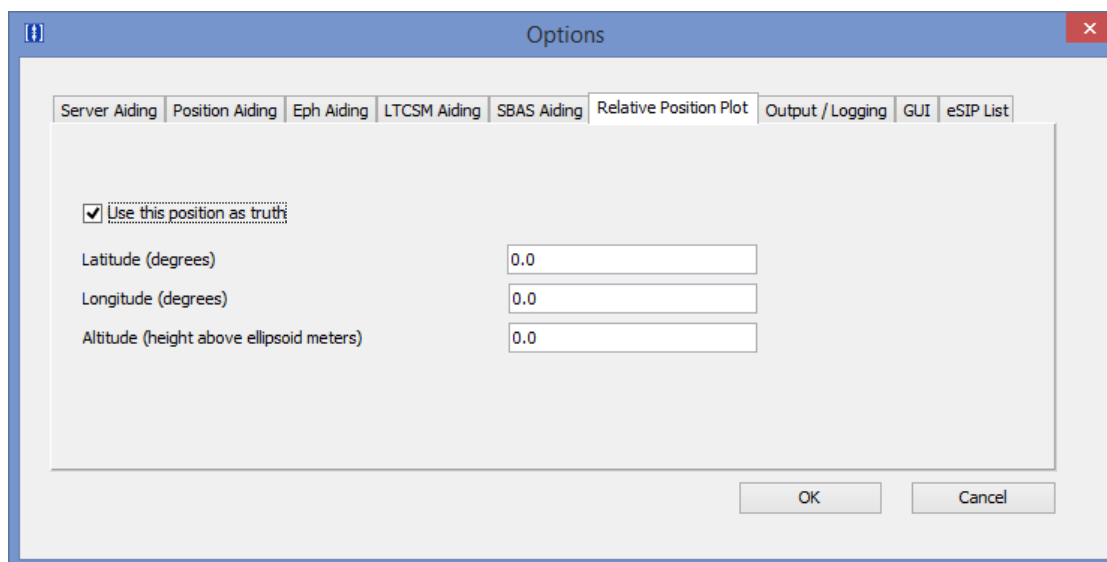 Options
Server Aiding Position Aiding Eph Aiding LTCSM Aiding SBAS Aiding Relative Position Plot Output / Logging GUI eSIP List
Use this position as truth
Latitude (degrees) 0.0
Longitude (degrees) 0.0
Altitude (height above ellipsoid meters) 0.0
OK Cancel